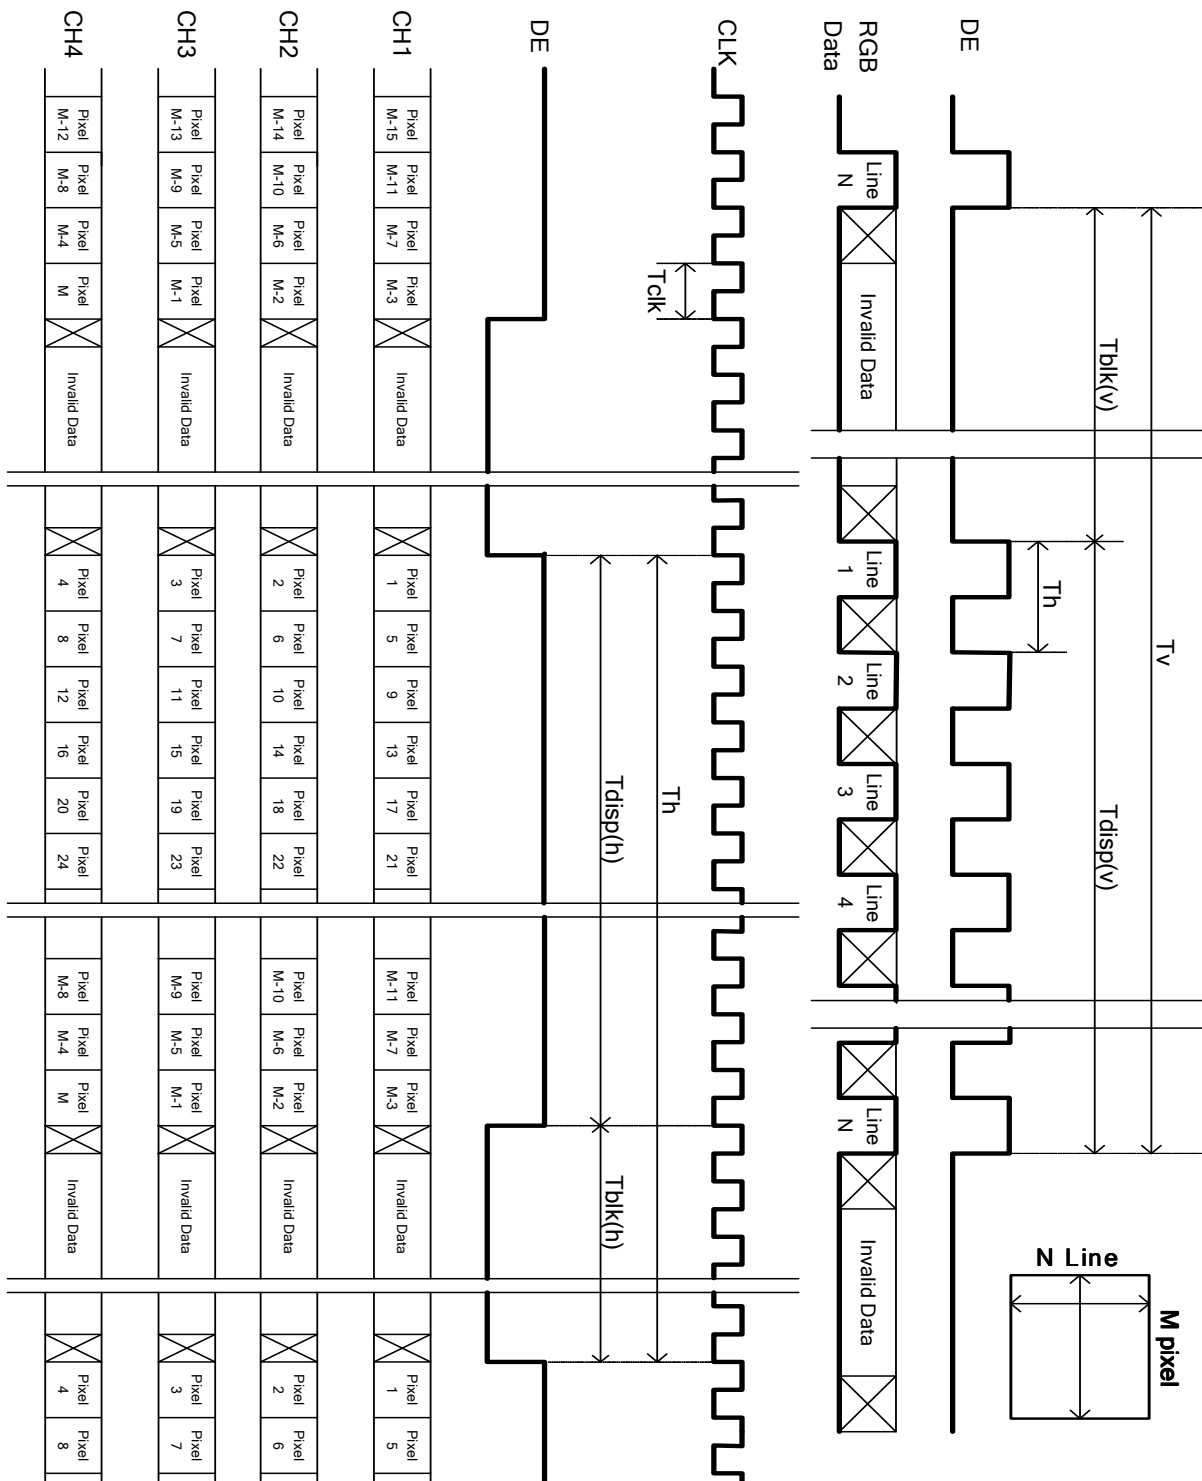 Tv
Tblk(v)
Tdisp(v)
Th
DE
RGB
Data
Line
N
Invalid Data
Line
1
Line
2
Line
3
Line
4
Line
N
Invalid Data
N Line
M pixel
CLK
Tclk
Th
Tdisp(h)
Tblk(h)
DE
CH1
Pixel
M-15
Pixel
M-11
Pixel
M-7
Pixel
M-3
Invalid Data
Pixel
1
Pixel
5
Pixel
9
Pixel
13
Pixel
17
Pixel
21
Pixel
M-11
Pixel
M-7
Pixel
M-3
Invalid Data
Pixel
1
Pixel
5
CH2
Pixel
M-14
Pixel
M-10
Pixel
M-6
Pixel
M-2
Invalid Data
Pixel
2
Pixel
6
Pixel
10
Pixel
14
Pixel
18
Pixel
22
Pixel
M-10
Pixel
M-6
Pixel
M-2
Invalid Data
Pixel
2
Pixel
6
CH3
Pixel
M-13
Pixel
M-9
Pixel
M-5
Pixel
M-1
Invalid Data
Pixel
3
Pixel
7
Pixel
11
Pixel
15
Pixel
19
Pixel
23
Pixel
M-9
Pixel
M-5
Pixel
M-1
Invalid Data
Pixel
3
Pixel
7
CH4
Pixel
M-12
Pixel
M-8
Pixel
M-4
Pixel
M
Invalid Data
Pixel
4
Pixel
8
Pixel
12
Pixel
16
Pixel
20
Pixel
24
Pixel
M-8
Pixel
M-4
Pixel
M
Invalid Data
Pixel
4
Pixel
8